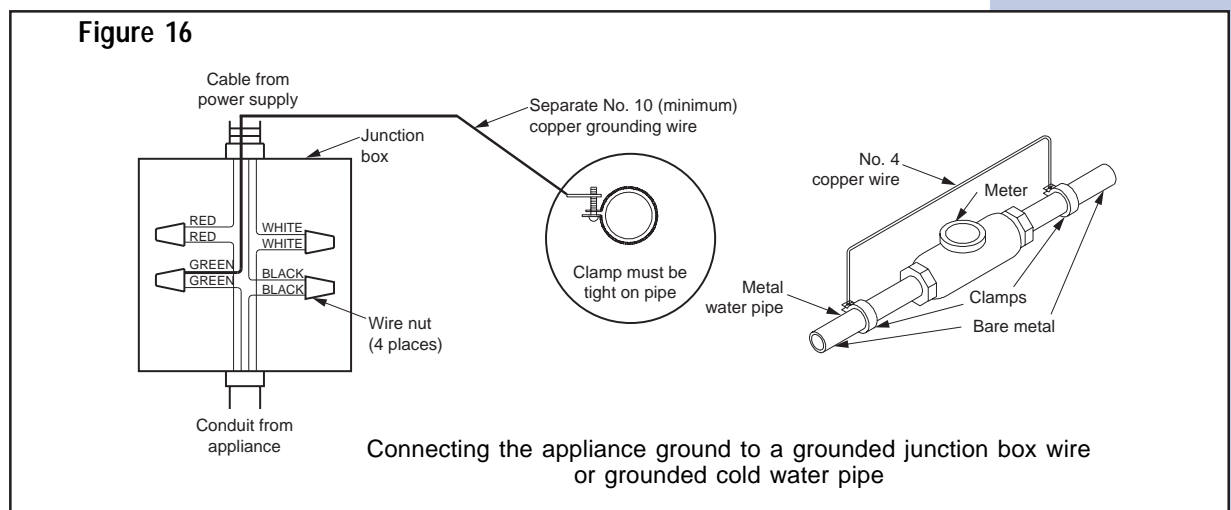 Figure 16
Cable from
power supply
Junction
box
Separate No. 10 (minimum)
copper grounding wire
RED
RED
GREEN
GREEN
WHITE
WHITE
BLACK
BLACK
Wire nut
(4 places)
Conduit from
appliance
Clamp must be
tight on pipe
No. 4
copper wire
Meter
Metal
water pipe
Clamps
Bare metal
Connecting the appliance ground to a grounded junction box wire
or grounded cold water pipe